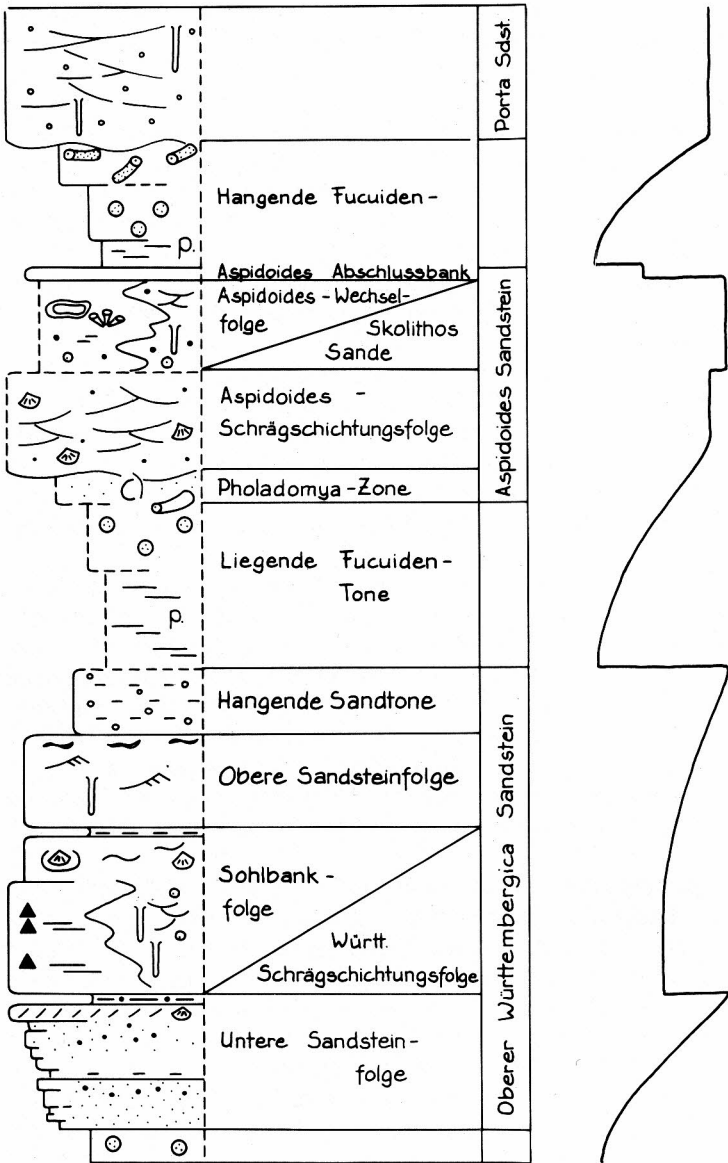 Porta Sdst.
Hangende Fucuiden -
p.
Aspidoides Abschlussbank
Aspidoides - Wechsel-
folge
Skolithos
Sande
Aspidoides -
Schrägschichtungsfolge
Aspidoides Sandstein
Pholadomya - Zone
Liegende Fucuiden -
Tone
p.
Hangende Sandtone
Obere Sandsteinfolge
Sohlbank -
folge
Württ.
Schrägschichtungsfolge
Oberer Württembergica Sandstein
Untere Sandstein -
folge